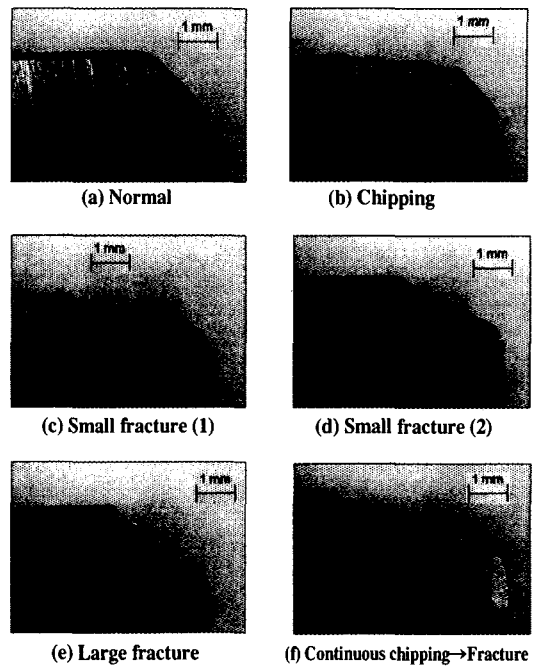 1 mm
1 mm
(a) Normal
(b) Chipping
1 mm
1 mm
(c) Small fracture (1)
(d) Small fracture (2)
1 mm
1 mm
(e) Large fracture
(f) Continuous chipping→Fracture